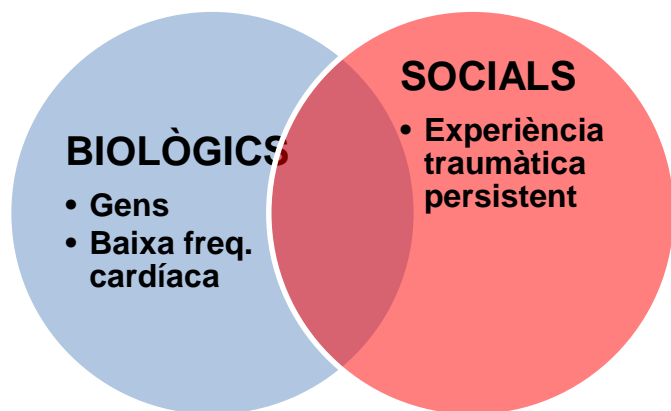 BIOLÒGICS
• Gens
• Baixa freq.
cardíaca
SOCIALS
• Experiència
traumàtica
persistent